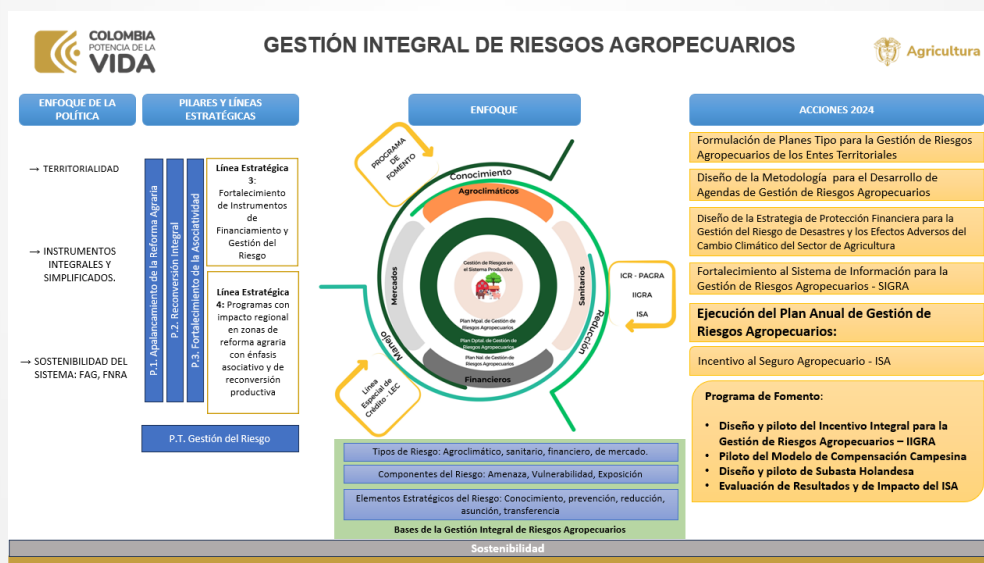 COLOMBIA
POTENCIA DE LA
VIDA
GESTIÓN INTEGRAL DE RIESGOS AGROPECUARIOS
Agricultura
ENFOQUE DE LA
POLÍTICA
→ TERRITORIALIDAD
→ INSTRUMENTOS
INTEGRALES Y
SIMPLIFICADOS.
→ SOSTENIBILIDAD DEL
SISTEMA: FAG, FNRA
PILARES Y LÍNEAS
ESTRATÉGICAS
P.1. Apalancamiento de la Reforma Agraria
P.2. Reconversión Integral
P.3. Fortalecimiento de la Asociatividad
Línea Estratégica
3:
Fortalecimiento
de Instrumentos
de
Financiamiento y
Gestión del
Riesgo
Línea Estratégica
4: Programas con
impacto regional
en zonas de
reforma agraria
con énfasis
asociativo y de
reconversión
productiva
P.T. Gestión del Riesgo
ENFOQUE
PROGRAMA
DE
FOMENTO
Conocimiento
Agroclimáticos
Mercados
Sanitarios
Financieros
Manejo
Reducción
Gestión de Riesgos en
el Sistema Productivo
Plan Mpal. de Gestión de
Riesgos Agropecuarios
Plan Dptal. de Gestión de
Riesgos Agropecuarios
Plan Nal. de Gestión de
Riesgos Agropecuarios
ICR - PAGRA
IIGRA
ISA
Línea
Especial de
Crédito - LEC
Tipos de Riesgo: Agroclimático, sanitario, financiero, de mercado.
Componentes del Riesgo: Amenaza, Vulnerabilidad, Exposición
Elementos Estratégicos del Riesgo: Conocimiento, prevención, reducción,
asunción, transferencia
Bases de la Gestión Integral de Riesgos Agropecuarios
ACCIONES 2024
Formulación de Planes Tipo para la Gestión de Riesgos
Agropecuarios de los Entes Territoriales
Diseño de la Metodología para el Desarrollo de
Agendas de Gestión de Riesgos Agropecuarios
Diseño de la Estrategia de Protección Financiera para la
Gestión del Riesgo de Desastres y los Efectos Adversos del
Cambio Climático del Sector de Agricultura
Fortalecimiento al Sistema de Información para la
Gestión de Riesgos Agropecuarios - SIGRA
Ejecución del Plan Anual de Gestión de
Riesgos Agropecuarios:
Incentivo al Seguro Agropecuario - ISA
Programa de Fomento:
• Diseño y piloto del Incentivo Integral para la
Gestión de Riesgos Agropecuarios – IIGRA
• Piloto del Modelo de Compensación Campesina
• Diseño y piloto de Subasta Holandesa
• Evaluación de Resultados y de Impacto del ISA
Sostenibilidad